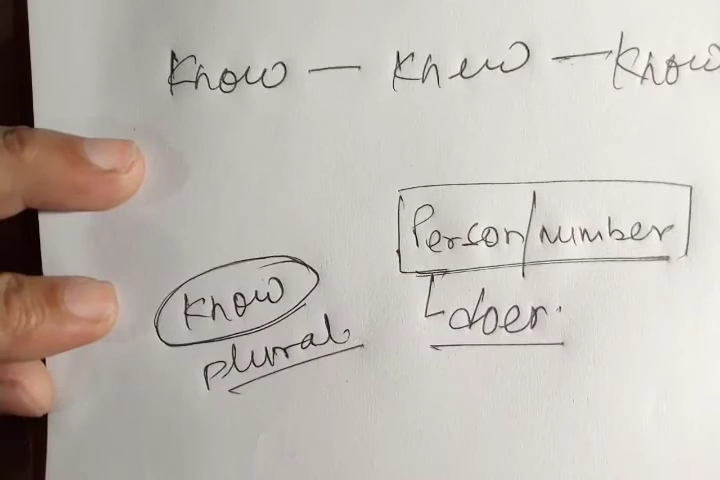 Know — Knew — Know
Person/number
doer.
Know
plural